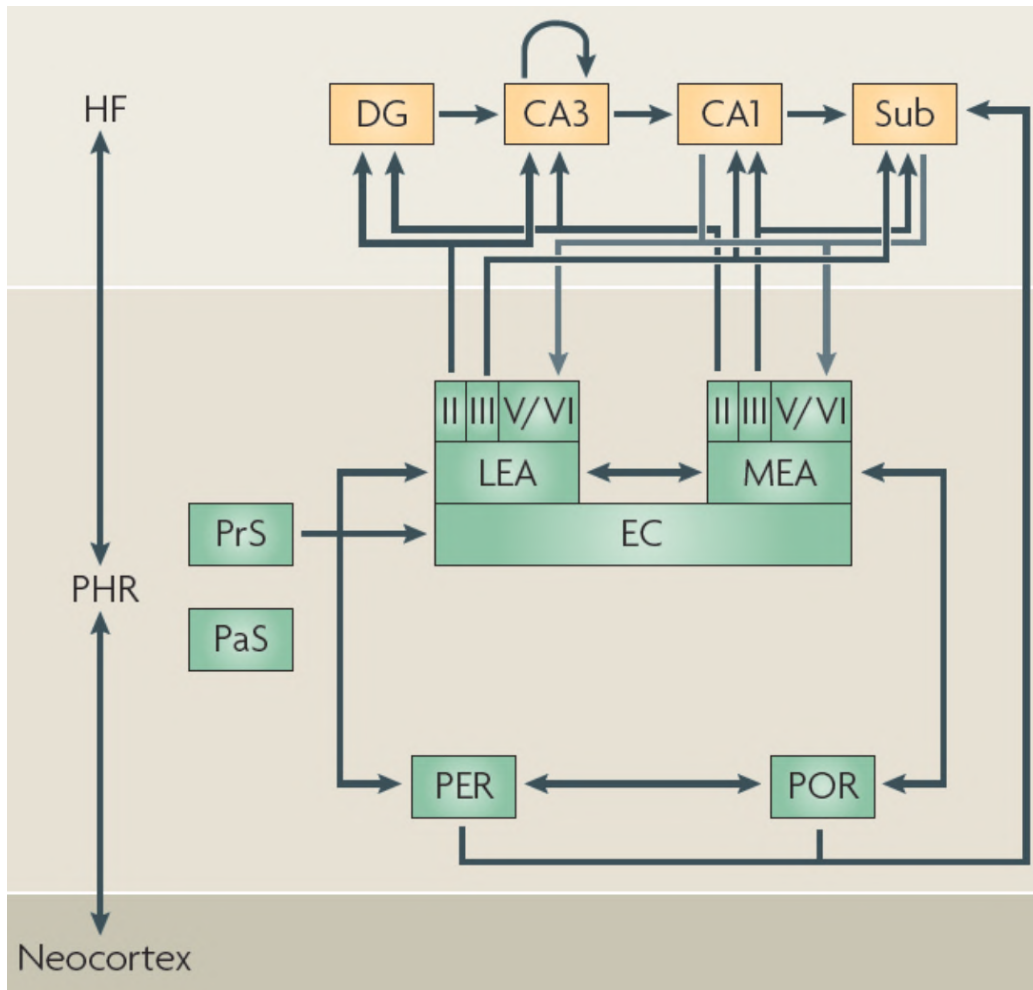 HF
DG
CA3
CA1
Sub
II
III
V/VI
II
III
V/VI
LEA
MEA
PrS
EC
PHR
PaS
PER
POR
Neocortex